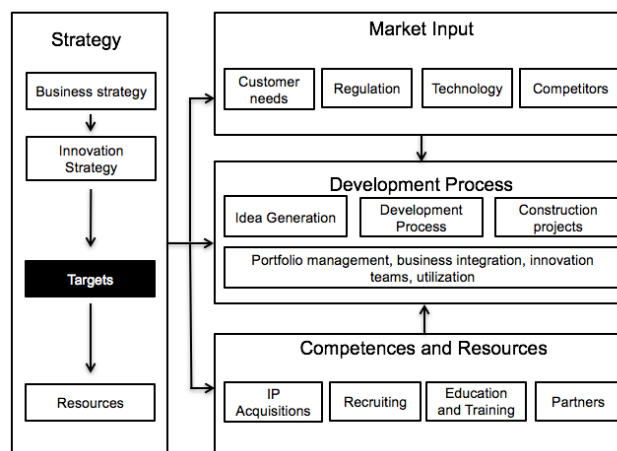 Strategy
Business strategy
Innovation
Strategy
Targets
Resources
Market Input
Customer
needs
Regulation
Technology
Competitors
Development Process
Idea Generation
Development
Process
Construction
projects
Portfolio management, business integration, innovation
teams, utilization
Competences and Resources
IP
Acquisitions
Recruiting
Education
and Training
Partners